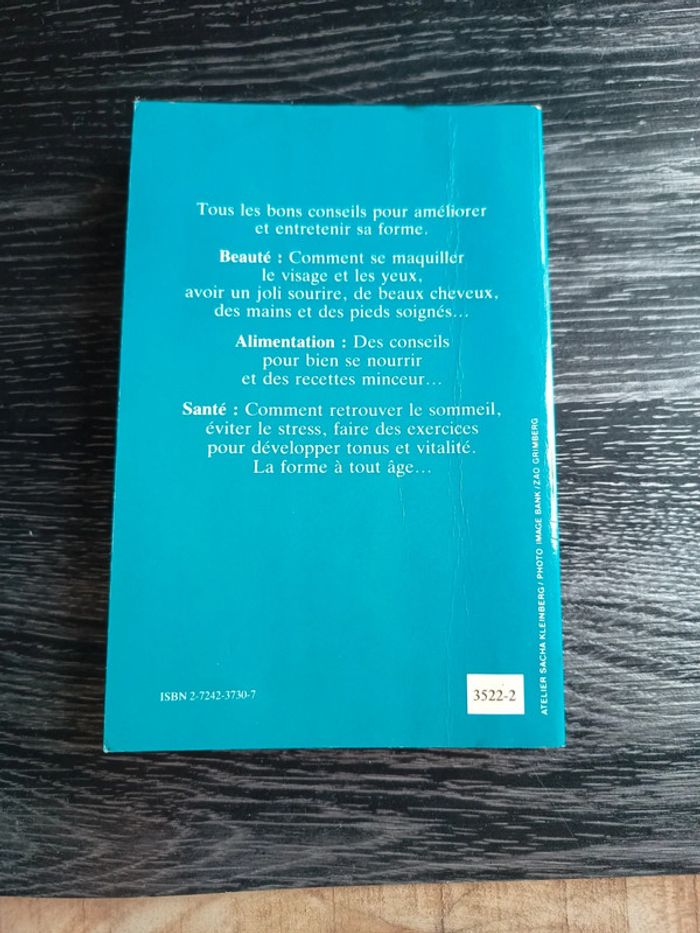 Tous les bons conseils pour améliorer
et entretenir sa forme.
Beauté : Comment se maquiller
le visage et les yeux,
avoir un joli sourire, de beaux cheveux,
des mains et des pieds soignés...
Alimentation : Des conseils
pour bien se nourrir
et des recettes minceur...
Santé : Comment retrouver le sommeil,
éviter le stress, faire des exercices
pour développer tonus et vitalité.
La forme à tout âge...
ISBN 2-7242-3730-7
3522-2
ATELIER SACHA KLEINBERG / PHOTO IMAGE BANK / ZAO GRIMBERG